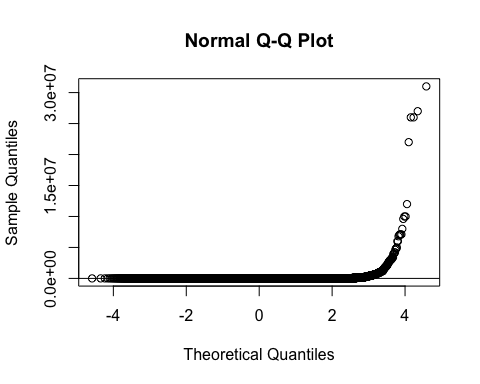 Normal Q-Q Plot
3.0e+07
1.5e+07
0.0e+00
Sample Quantiles
-4 -2 0 2 4
Theoretical Quantiles